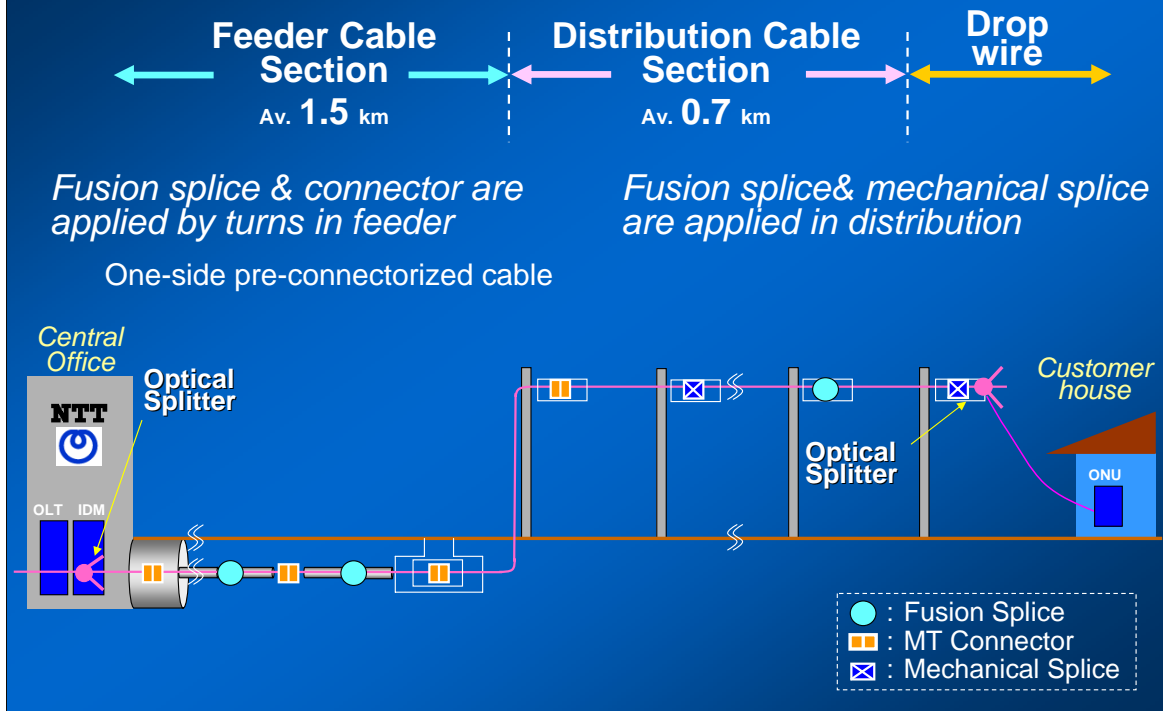 Feeder Cable
Section
Av. 1.5 km
Distribution Cable
Section
Av. 0.7 km
Drop
wire
Fusion splice & connector are
applied by turns in feeder
One-side pre-connectorized cable
Fusion splice& mechanical splice
are applied in distribution
Central
Office
Optical
Splitter
NTT
OLT IDM
Optical
Splitter
Customer
house
ONU
: Fusion Splice
: MT Connector
: Mechanical Splice